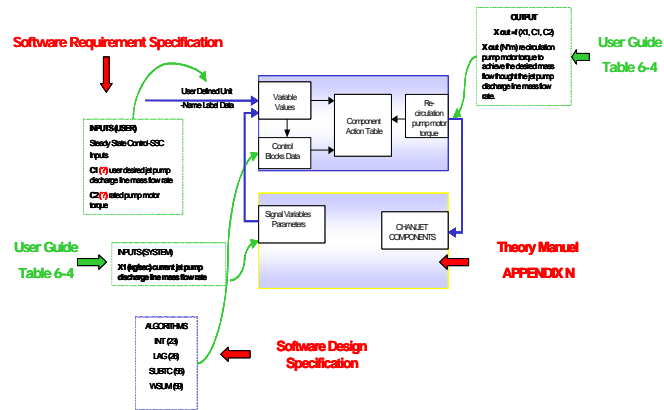 OUTPUT
X out =f (X1, C1, C2)
X out (N*m) re-circulation
pump motor torque to
achieve the desired mass
flow thought the jet pump
discharge line mass flow
rate.
User Guide
Table 6-4
Software Requirement Specification
User Defined Unit
-Name Label Data
Variable
Values
Component
Action Table
Re-
circulation
pump motor
torque
Control
Blocks Data
INPUTS (USER)
Steady State Control-SSC
Inputs
C1 (?) user desired jet pump
discharge line mass flow rate
C2 (?) rated pump motor
torque
Signal Variables
Parameters
CHAN,JET
COMPONENTS
User Guide
Table 6-4
INPUTS (SYSTEM)
X1 (kg/sec) current jet pump
discharge line mass flow rate
Theory Manuel
APPENDIX N
ALGORITHMS
INT (23)
LAG (26)
SUBTC (56)
WSUM (59)
Software Design
Specification